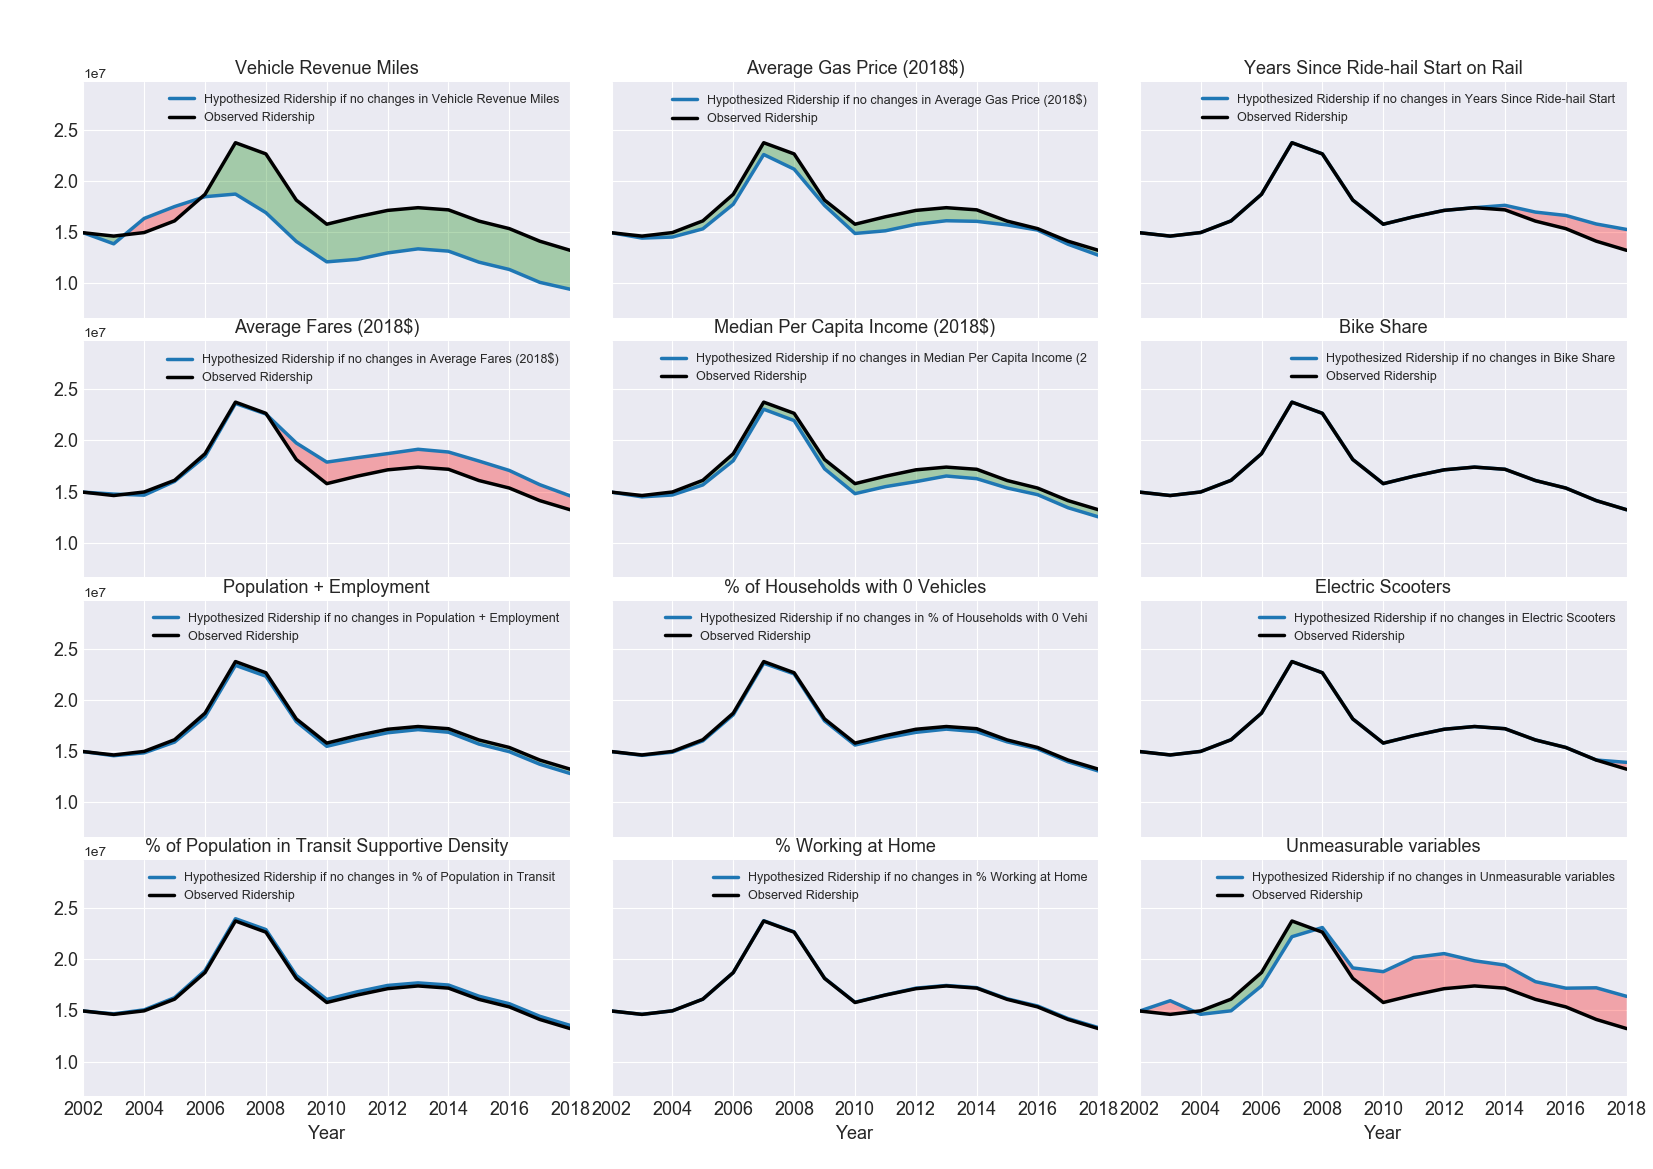 Vehicle Revenue Miles
1e7
Hypothesized Ridership if no changes in Vehicle Revenue Miles
Observed Ridership
2.5
2.0
1.5
1.0
Average Gas Price (2018$)
Hypothesized Ridership if no changes in Average Gas Price (2018$)
Observed Ridership
Years Since Ride-hail Start on Rail
Hypothesized Ridership if no changes in Years Since Ride-hail Start
Observed Ridership
Average Fares (2018$)
1e7
Hypothesized Ridership if no changes in Average Fares (2018$)
Observed Ridership
2.5
2.0
1.5
1.0
Median Per Capita Income (2018$)
Hypothesized Ridership if no changes in Median Per Capita Income (2
Observed Ridership
Bike Share
Hypothesized Ridership if no changes in Bike Share
Observed Ridership
Population + Employment
1e7
Hypothesized Ridership if no changes in Population + Employment
Observed Ridership
2.5
2.0
1.5
1.0
% of Households with 0 Vehicles
Hypothesized Ridership if no changes in % of Households with 0 Vehi
Observed Ridership
Electric Scooters
Hypothesized Ridership if no changes in Electric Scooters
Observed Ridership
% of Population in Transit Supportive Density
1e7
Hypothesized Ridership if no changes in % of Population in Transit
Observed Ridership
2.5
2.0
1.5
1.0
2002 2004 2006 2008 2010 2012 2014 2016 2018
Year
% Working at Home
Hypothesized Ridership if no changes in % Working at Home
Observed Ridership
2002 2004 2006 2008 2010 2012 2014 2016 2018
Year
Unmeasurable variables
Hypothesized Ridership if no changes in Unmeasurable variables
Observed Ridership
2002 2004 2006 2008 2010 2012 2014 2016 2018
Year